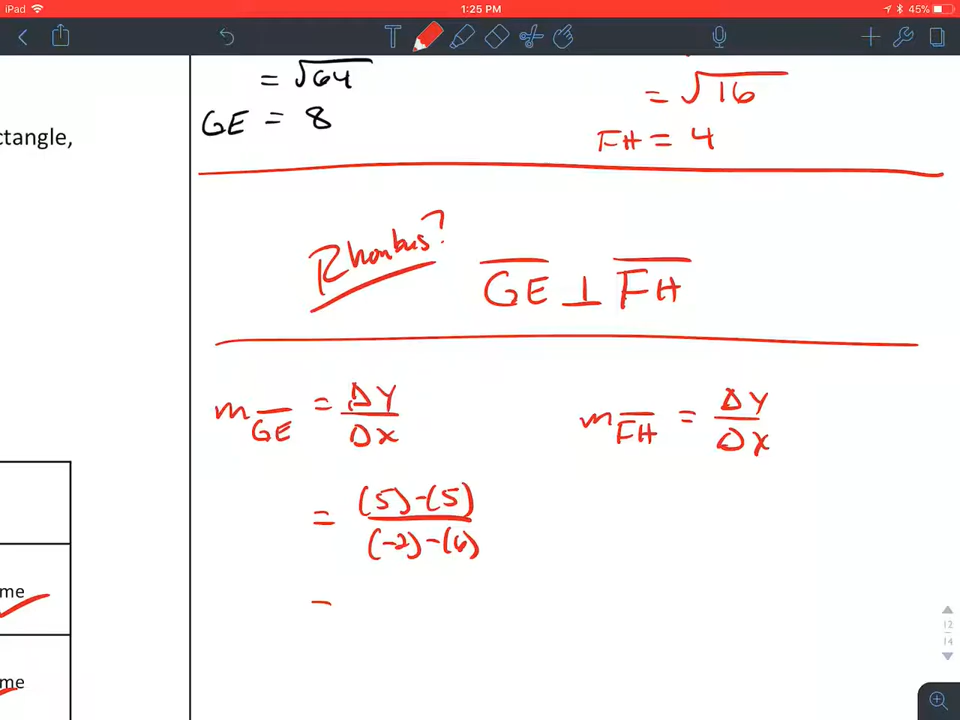 iPad 1:25 PM 45%
T
= √64 = √16
GE = 8 FH = 4
ctangle,
Rhombus? GE ⊥ FH
m GE = ΔY/ΔX m FH = ΔY/ΔX
= (5)-(5)/(-2)-(6)
=
me
me
12
14